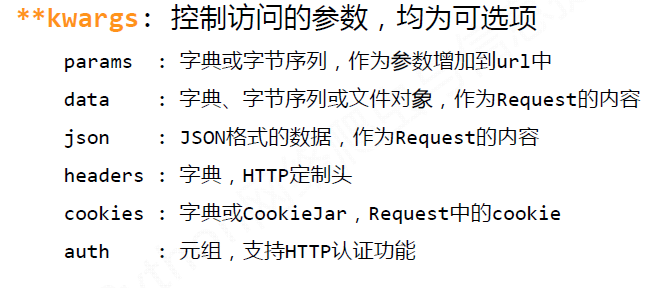 **kwargs: 控制访问的参数，均为可选项
params : 字典或字节序列，作为参数增加到url中
data : 字典、字节序列或文件对象，作为Request的内容
json : JSON格式的数据，作为Request的内容
headers : 字典，HTTP定制头
cookies : 字典或CookieJar，Request中的cookie
auth : 元组，支持HTTP认证功能